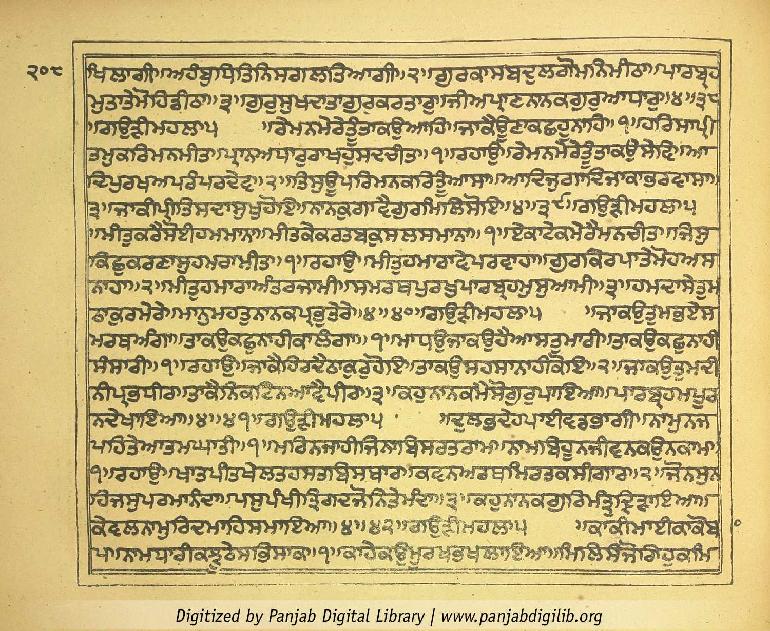 ੨੦੮
ਖਿ ਲਾਗੀ॥ਅਹੰਬੁਧਿਤਿਨਿਸਗਲਤਿਆਗੀ॥੨॥ਗੁਰਕਾਸਬਦੁਲਗੋਮਨਿਮੀਠਾ॥ਪਾਰਬ੍ਰਹ
ਮੁਤਾਤੇਮੋਹਿਡੀਠਾ॥੩॥ਗੁਰੁਸੁਖਦਾਤਾਗੁਰੁਕਰਤਾਰੁ॥ਜੀਅਪ੍ਰਾਣਨਾਨਕਗੁਰੁਆਧਾਰੁ॥੪॥੩੮
॥ਗਉੜੀਮਹਲਾ੫ ॥ਰੇਮਨਮੇਰੇਤੂੰਤਾਕਉਆਹਿ॥ਜਾਕੈਊਣਾਕਛਹੂਨਾਹਿ॥੧॥ਹਰਿਸਾਪ੍ਰੀ
ਤਮੁਕਰਿਮਨਮੀਤ॥ਪ੍ਰਾਨਅਧਾਰੁਰਾਖਹੁਸਦਚੀਤ॥੧॥ਰਹਾਉ॥ਰੇਮਨਮੇਰੇਤੂੰਤਾਕਉਸੇਵਿ॥ਆ
ਦਿਪੁਰਖਅਪਰੰਪਰਦੇਵ॥੨॥ਤਿਸੁਊਪਰਿਮਨਕਰਿਤੂੰਆਸਾ॥ਆਦਿਜੁਗਾਦਿਜਾਕਾਭਰਵਾਸਾ॥
੩॥ਜਾਕੀਪ੍ਰੀਤਿਸਦਾਸੁਖੁਹੋਇ॥ਨਾਨਕੁਗਾਵੈਗੁਰਮਿਲਿਸੋਇ॥੪॥੩੯॥ਗਉੜੀਮਹਲਾ੫
॥ਮੀਤੁਕਰੈਸੋਈਹਮਮਾਨਾ॥ਮੀਤਕੇਕਰਤਬਕੁਸਲਸਮਾਨਾ॥੧॥ਏਕਾਟੇਕਮੇਰੈਮਨਚੀਤ॥ਜਿਸੁ
ਕਿਛੁਕਰਣਾਸੁਹਮਰਾਮੀਤ॥੧॥ਰਹਾਉ॥ਮੀਤੁਹਮਾਰਾਵੇਪਰਵਾਹਾ॥ਗੁਰਕਿਰਪਾਤੇਮੋਹਿਅਸ
ਨਾਹਾ॥੨॥ਮੀਤੁਹਮਾਰਾਅੰਤਰਜਾਮੀ॥ਸਮਰਥਪੁਰਖੁਪਾਰਬ੍ਰਹਮੁਸੁਆਮੀ॥੩॥ਹਮਦਾਸੇਤੁਮ
ਠਾਕੁਰਮੇਰੇ॥ਮਾਨੁਮਹਤੁਨਾਨਕਪ੍ਰਭੁਤੇਰੇ॥੪॥੪੦॥ਗਉੜੀਮਹਲਾ੫ ॥ਜਾਕਉਤੁਮਭਏਸ
ਮਰਥਅੰਗਾ॥ਤਾਕਉਕਛੁਨਾਹੀਕਾਲੰਗਾ॥੧॥ਮਾਧਉਜਾਕਉਹੈਆਸਤੁਮਾਰੀ॥ਤਾਕਉਕਛੁਨਾਹੀ
ਸੰਸਾਰੀ॥੧॥ਰਹਾਉ॥ਜਾਕੈਹਿਰਦੈਠਾਕੁਰੁਹੋਇ॥ਤਾਕਉਸਹਸਾਨਾਹੀਕੋਇ॥੨॥ਜਾਕਉਤੁਮਦੀ
ਨੀਪ੍ਰਭਧੀਰ॥ਤਾਕੈਨਿਕਟਿਨਆਵੈਪੀਰ॥੩॥ਕਹੁਨਾਨਕਮੈਸੋਗੁਰੁਪਾਇਆ॥ਪਾਰਬ੍ਰਹਮਪੂਰ
ਨਦੇਖਾਇਆ॥੪॥੪੧॥ਗਉੜੀਮਹਲਾ੫ ॥ਦੁਲਭਦੇਹਪਾਈਵਡਭਾਗੀ॥ਨਾਮੁਨਜ
ਪਹਿਤੇਆਤਮਘਾਤੀ॥੧॥ਮਰਿਨਜਾਹੀਜਿਨਾਬਿਸਰਤਰਾਮ॥ਨਾਮਬਿਹੂਨਜੀਵਨਕਉਨਕਾਮ॥
੧॥ਰਹਾਉ॥ਖਾਤਪੀਤਖੇਲਤਹਸਤਬਿਸਥਾਰ॥ਕਵਨਅਰਥਮਿਰਤਕਸੀਗਾਰ॥੨॥ਜੋਨਸੁਨ
ਹਿਜਸੁਪਰਮਾਨੰਦਾ॥ਪਸੁਪੰਖੀਤ੍ਰਿਗਦਜੋਨਿਤੇਮੰਦਾ॥੩॥ਕਹੁਨਾਨਕਗੁਰਿਮੰਤ੍ਰੁਦ੍ਰਿੜਾਇਆ॥
ਕੇਵਲਨਾਮੁਰਿਦਮਾਹਿਸਮਾਇਆ॥੪॥੪੨॥ਗਉੜੀਮਹਲਾ੫ ॥ਕਾਕੀਮਾਈਕਾਕੋਬ
ਪ॥ਨਾਮਧਾਰੀਕਝੂਠੇਸਭਿਸਾਕ॥੧॥ਕਾਹੇਕਉਮੂਰਖਭਖਲਾਇਆ॥ਮਿਲਿਸੰਜੋਗਿਹੁਕਮਿ
Digitized by Panjab Digital Library | www.panjabdigilib.org